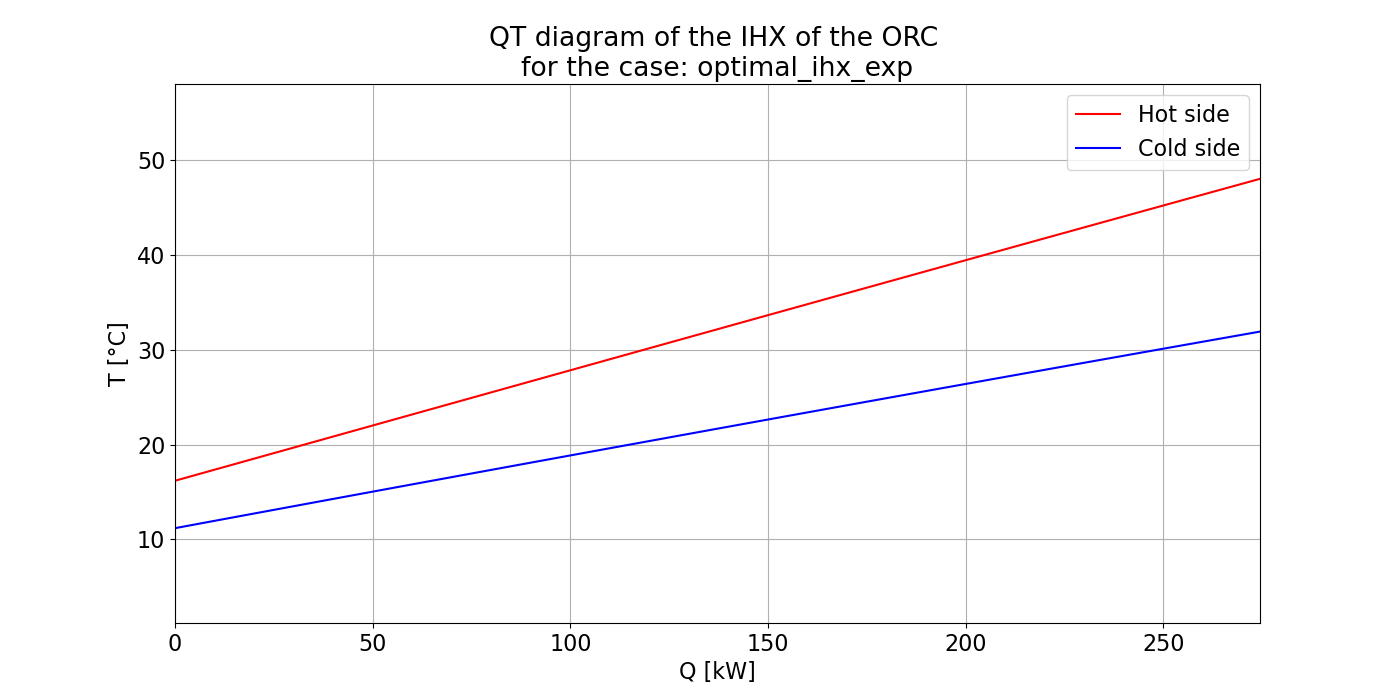 QT diagram of the IHX of the ORC
for the case: optimal_ihx_exp
Hot side
Cold side
T [°C]
50
40
30
20
10
0
50
100
150
200
250
Q [kW]